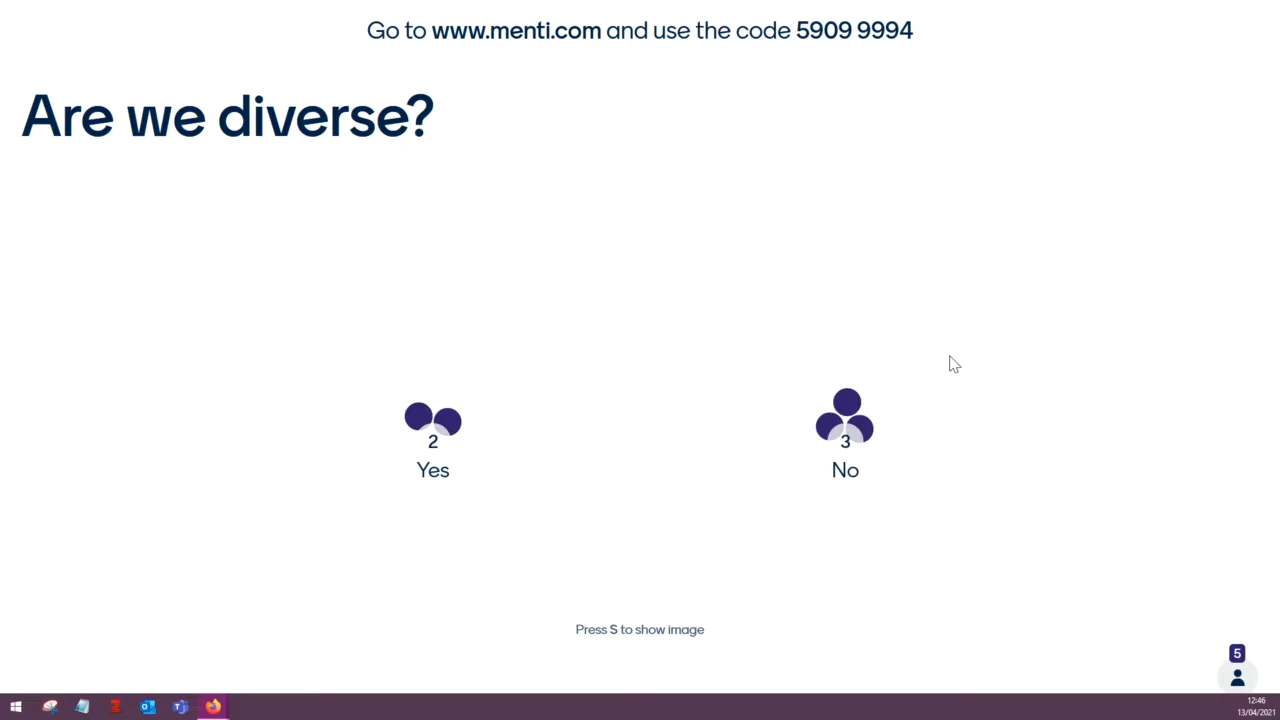 Go to www.menti.com and use the code 5909 9994
Are we diverse?
2
3
Yes
No
Press S to show image
5
12:46
13/04/2021